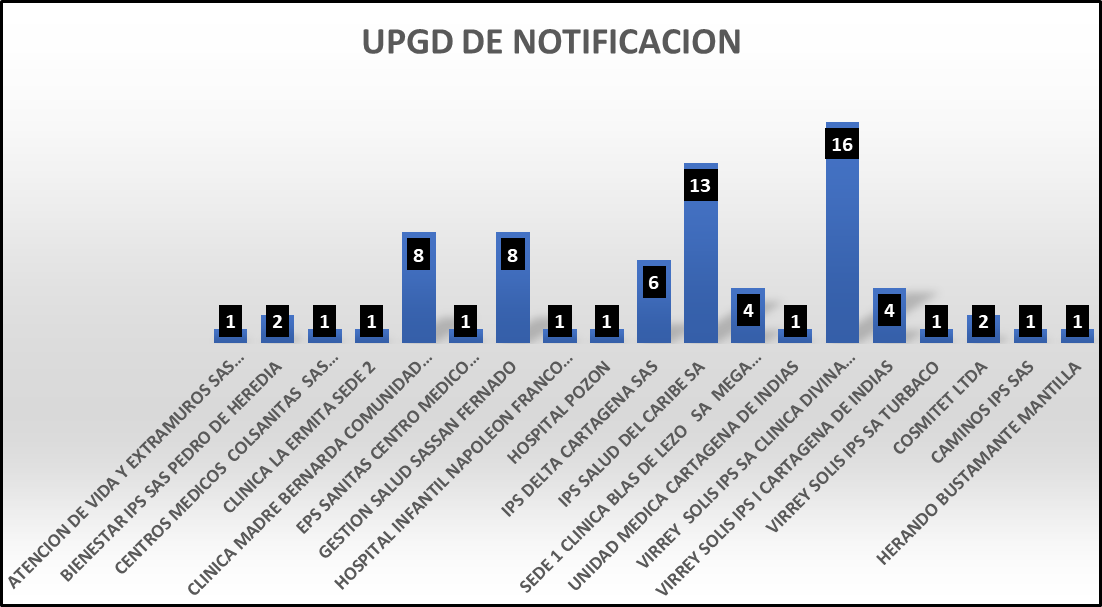 UPGD DE NOTIFICACION
1
2
1
1
8
1
8
1
1
6
13
4
1
16
4
1
2
1
1
ATENCION DE VIDA Y EXTRAMUROS SAS...
BIENESTAR IPS SAS PEDRO DE HEREDIA
CENTROS MEDICOS COLSANITAS SAS...
CLINICA LA ERMITA SEDE 2
CLINICA MADRE BERNARDA COMUNIDAD...
EPS SANITAS CENTRO MEDICO...
GESTION SALUD SASSAN FERNADO
HOSPITAL INFANTIL NAPOLEON FRANCO...
HOSPITAL POZON
IPS DELTA CARTAGENA SAS
IPS SALUD DEL CARIBE SA
SEDE 1 CLINICA BLAS DE LEZO SA MEGA...
UNIDAD MEDICA CARTAGENA DE INDIAS
VIRREY SOLIS IPS SA CLINICA DIVINA...
VIRREY SOLIS IPS I CARTAGENA DE INDIAS
VIRREY SOLIS IPS SA TURBACO
COSMITET LTDA
CAMINOS IPS SAS
HERANDO BUSTAMANTE MANTILLA